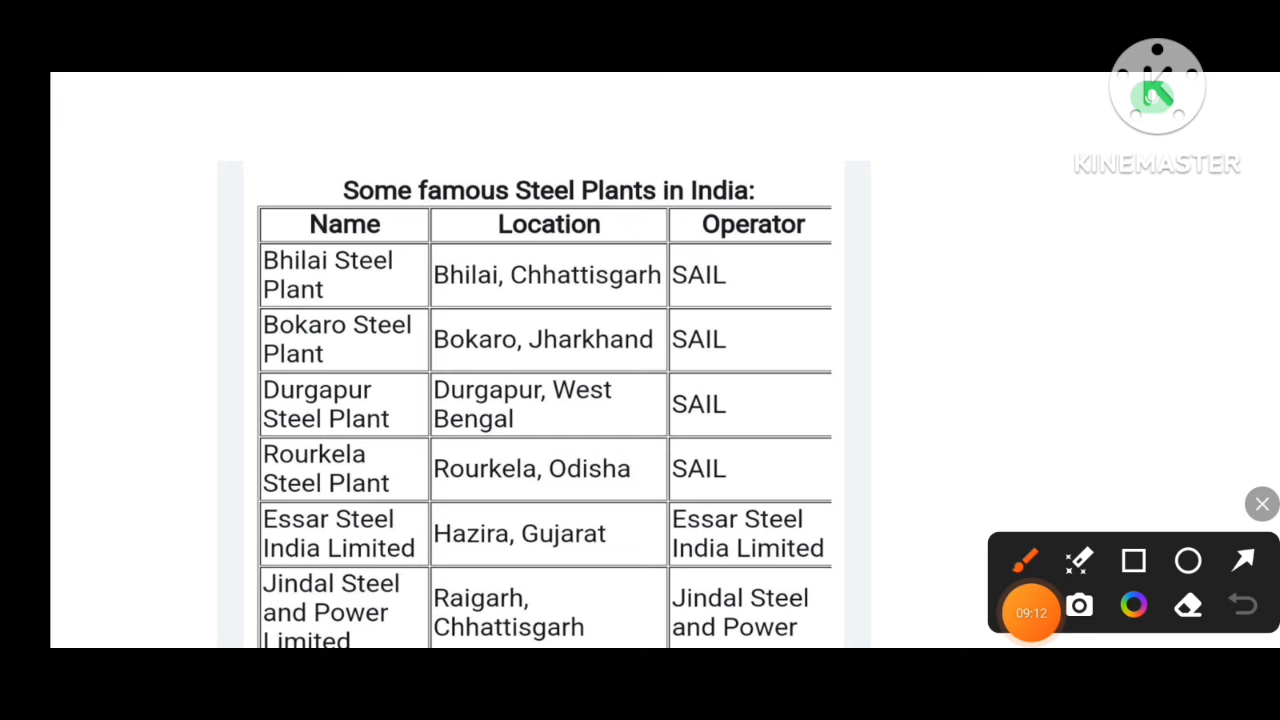 KINEMASTER
Some famous Steel Plants in India:
Name Location Operator
Bhilai Steel
Plant
Bhilai, Chhattisgarh
SAIL
Bokaro Steel
Plant
Bokaro, Jharkhand
SAIL
Durgapur
Steel Plant
Durgapur, West
Bengal
SAIL
Rourkela
Steel Plant
Rourkela, Odisha
SAIL
Essar Steel
India Limited
Hazira, Gujarat
Essar Steel
India Limited
Jindal Steel
and Power
Limited
Raigarh,
Chhattisgarh
Jindal Steel
and Power
09:12